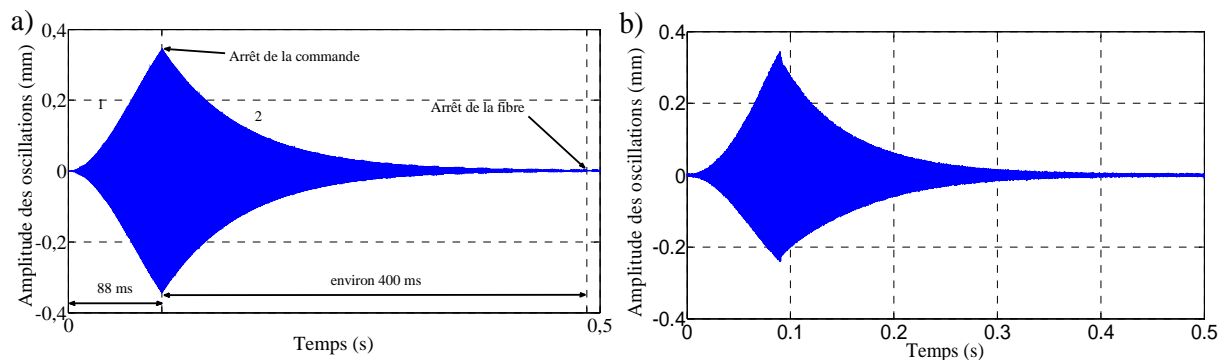 a)
0,4
0,2
0
-0,2
-0,4
Amplitude des oscillations (mm)
Arrêt de la commande
1
2
Arrêt de la fibre
88 ms
environ 400 ms
0
0,5
Temps (s)
b)
0.4
0.2
0
-0.2
-0.4
Amplitude des oscillations (mm)
0
0.1
0.2
0.3
0.4
0.5
Temps (s)